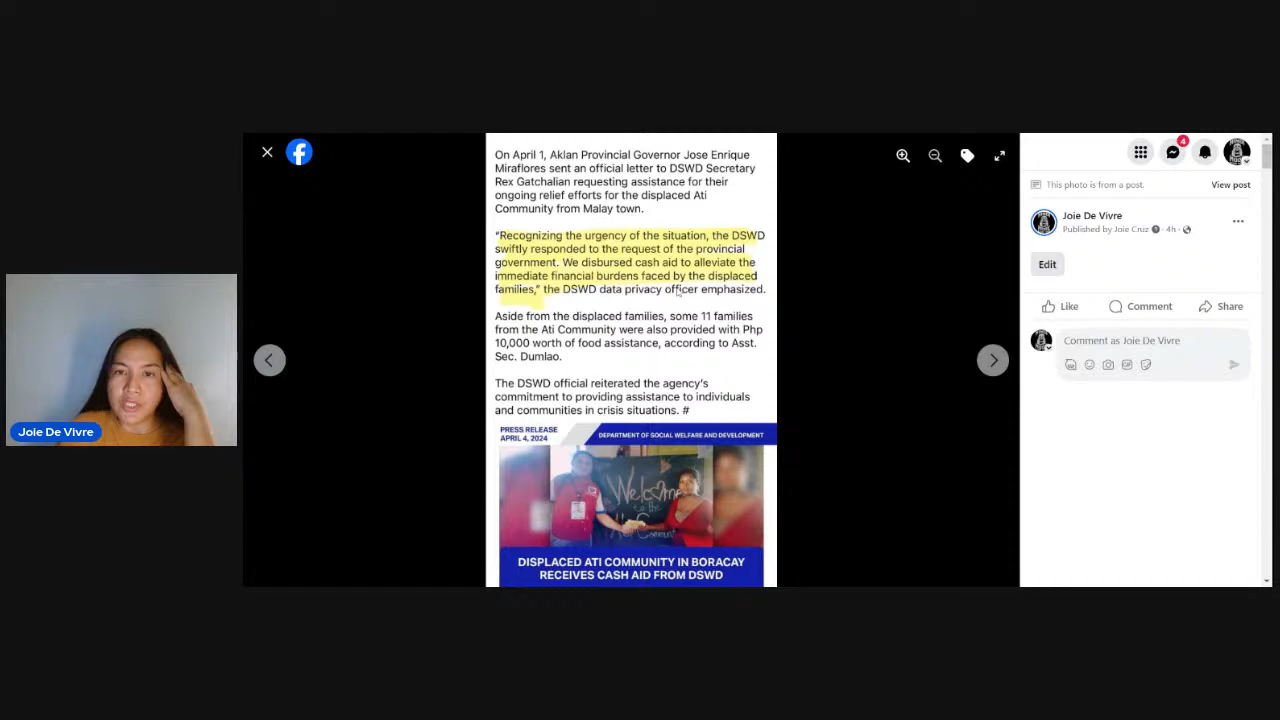 On April 1, Aklan Provincial Governor Jose Enrique
Miraflores sent an official letter to DSWD Secretary
Rex Gatchalian requesting assistance for their
ongoing relief efforts for the displaced Ati
Community from Malay town.
“Recognizing the urgency of the situation, the DSWD
swiftly responded to the request of the provincial
government. We disbursed cash aid to alleviate the
immediate financial burdens faced by the displaced
families,” the DSWD data privacy officer emphasized.
Aside from the displaced families, some 11 families
from the Ati Community were also provided with Php
10,000 worth of food assistance, according to Asst.
Sec. Dumlao.
The DSWD official reiterated the agency’s
commitment to providing assistance to individuals
and communities in crisis situations. #
PRESS RELEASE
APRIL 4, 2024
DEPARTMENT OF SOCIAL WELFARE AND DEVELOPMENT
Welcome
to the
DISPLACED ATI COMMUNITY IN BORACAY
RECEIVES CASH AID FROM DSWD
4
This photo is from a post.
View post
Joie De Vivre
Published by Joie Cruz · 4h ·
Edit
Like
Comment
Share
Comment as Joie De Vivre
Joie De Vivre